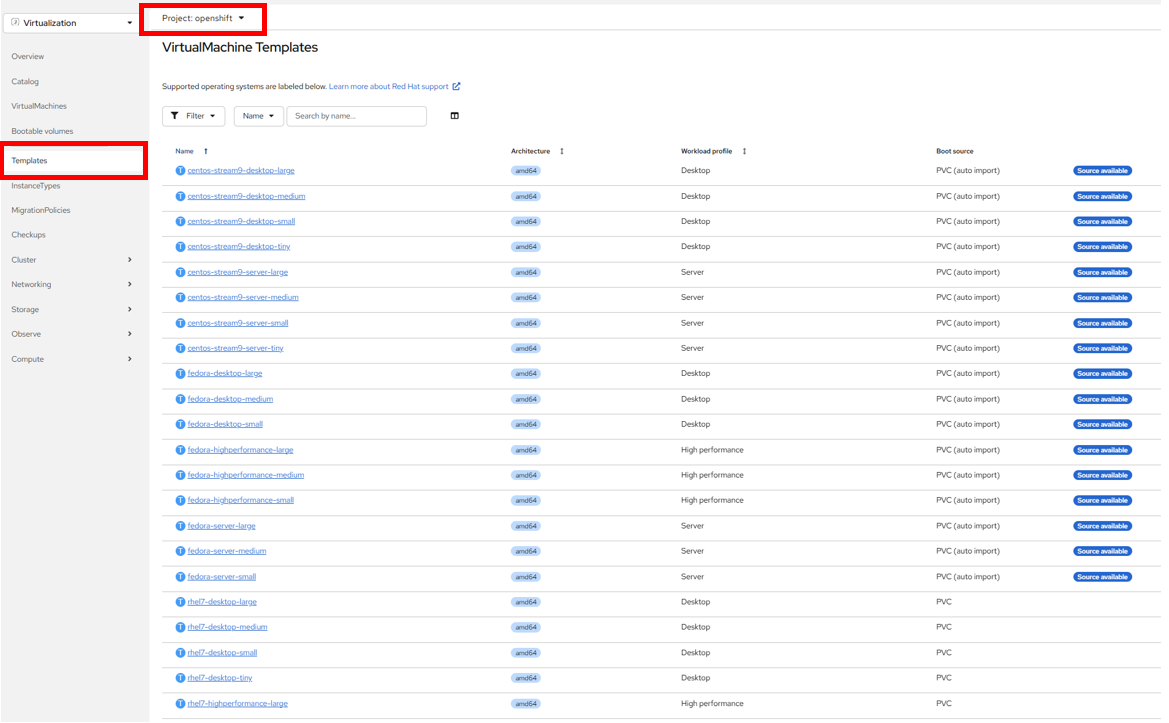 Virtualization
Project: openshift
Overview
Catalog
VirtualMachines
Bootable volumes
Templates
InstanceTypes
MigrationPolicies
Checkups
Cluster
Networking
Storage
Observe
Compute
VirtualMachine Templates
Supported operating systems are labeled below. Learn more about Red Hat support
Filter Name Search by name...
Name Architecture Workload profile Boot source
T centos-stream9-desktop-large amd64 Desktop PVC (auto import) Source available
T centos-stream9-desktop-medium amd64 Desktop PVC (auto import) Source available
T centos-stream9-desktop-small amd64 Desktop PVC (auto import) Source available
T centos-stream9-desktop-tiny amd64 Desktop PVC (auto import) Source available
T centos-stream9-server-large amd64 Server PVC (auto import) Source available
T centos-stream9-server-medium amd64 Server PVC (auto import) Source available
T centos-stream9-server-small amd64 Server PVC (auto import) Source available
T centos-stream9-server-tiny amd64 Server PVC (auto import) Source available
T fedora-desktop-large amd64 Desktop PVC (auto import) Source available
T fedora-desktop-medium amd64 Desktop PVC (auto import) Source available
T fedora-desktop-small amd64 Desktop PVC (auto import) Source available
T fedora-highperformance-large amd64 High performance PVC (auto import) Source available
T fedora-highperformance-medium amd64 High performance PVC (auto import) Source available
T fedora-highperformance-small amd64 High performance PVC (auto import) Source available
T fedora-server-large amd64 Server PVC (auto import) Source available
T fedora-server-medium amd64 Server PVC (auto import) Source available
T fedora-server-small amd64 Server PVC (auto import) Source available
T rhel7-desktop-large amd64 Desktop PVC
T rhel7-desktop-medium amd64 Desktop PVC
T rhel7-desktop-small amd64 Desktop PVC
T rhel7-desktop-tiny amd64 Desktop PVC
T rhel7-highperformance-large amd64 High performance PVC